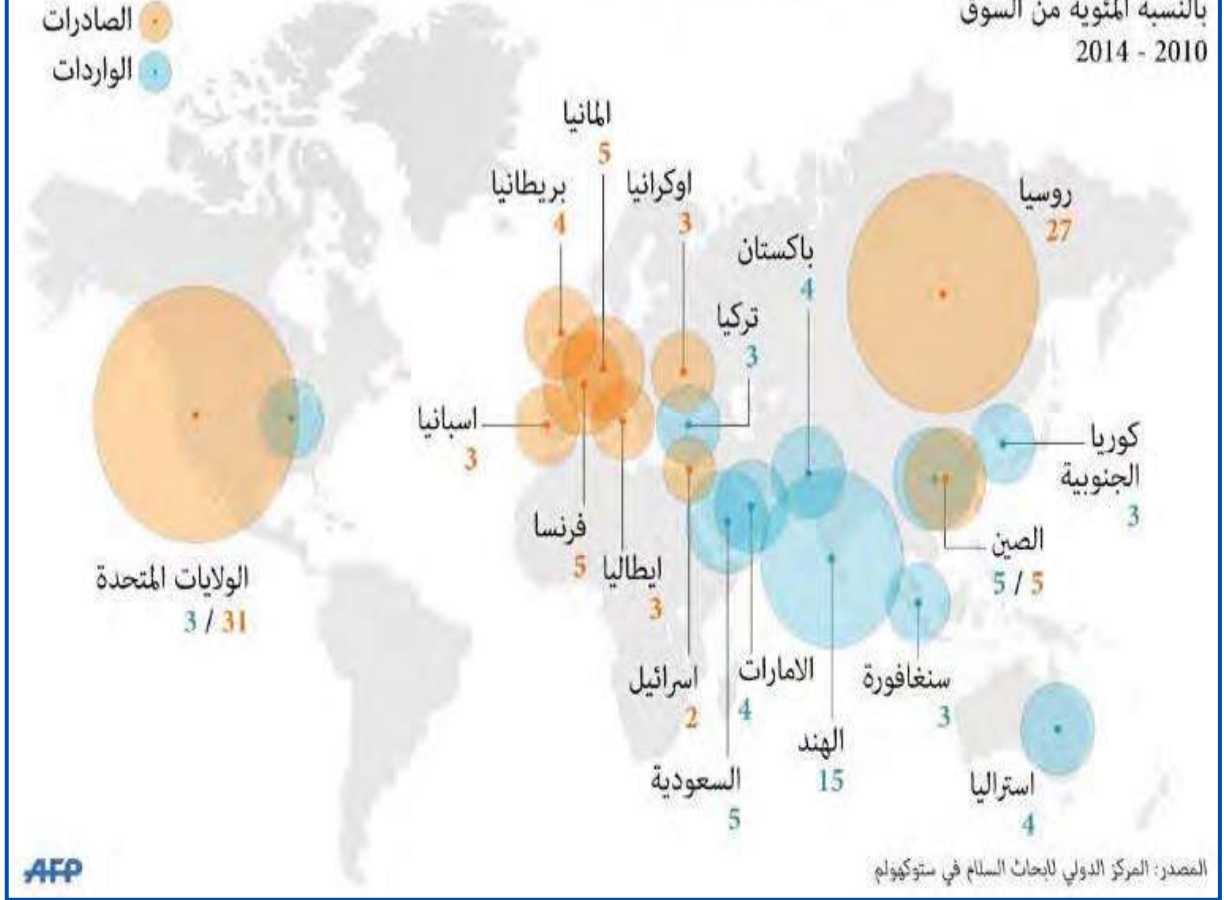 بالنسبة المئوية من السوق
2010 - 2014
الصادرات
الواردات
المانيا
5
بريطانيا
4
اوكرانيا
3
روسيا
27
باكستان
4
تركيا
3
اسبانيا
3
كوريا
الجنوبية
3
فرنسا
5
ايطاليا
3
الصين
5 / 5
الولايات المتحدة
3 / 31
اسرائيل
2
الامارات
4
سنغافورة
3
الهند
15
السعودية
5
استراليا
4
AFP
المصدر: المركز الدولي لابحاث السلام في ستوكهولم